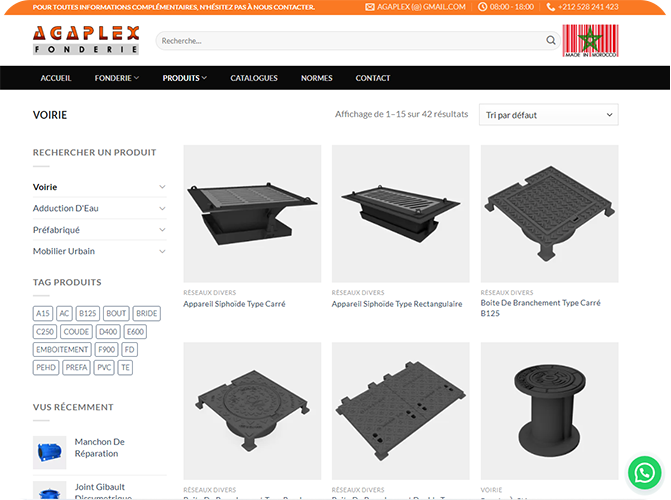 POUR TOUTES INFORMATIONS COMPLÉMENTAIRES, N'HÉSITEZ PAS À NOUS CONTACTER.
AGAPLEX (@) GMAIL.COM
08:00 - 18:00
+212 528 241 423
AGAPLEX
FONDERIE
Recherche...
MADE IN MOROCCO
ACCUEIL
FONDERIE
PRODUITS
CATALOGUES
NORMES
CONTACT
VOIRIE
Affichage de 1–15 sur 42 résultats
Tri par défaut
RECHERCHER UN PRODUIT
Voirie
Adduction D'Eau
Préfabriqué
Mobilier Urbain
TAG PRODUITS
A15 AC B125 BOUT BRIDE
C250 COUDE D400 E600
EMBOITEMENT F900 FD
PEHD PREFA PVC TE
VUS RÉCEMMENT
Manchon De
Réparation
Joint Gibault
Dissymetrique
RÉSEAUX DIVERS
Appareil Siphoïde Type Carré
RÉSEAUX DIVERS
Appareil Siphoïde Type Rectangulaire
RÉSEAUX DIVERS
Boite De Branchement Type Carré
B125
RÉSEAUX DIVERS
RÉSEAUX DIVERS
VOIRIE